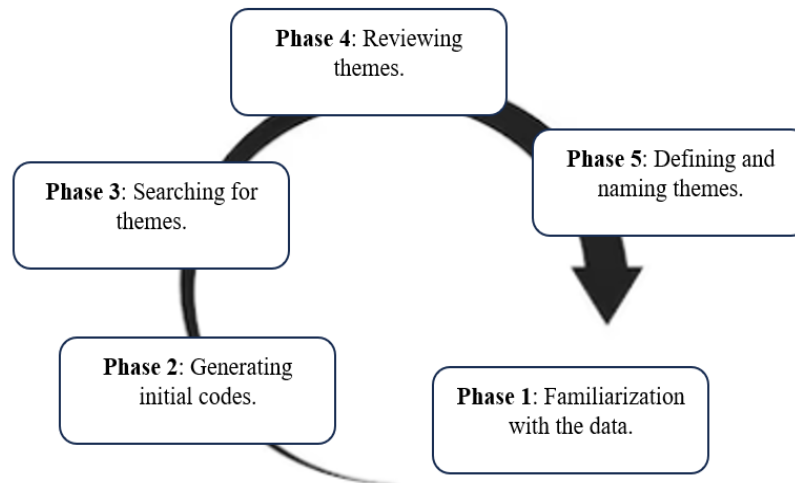 Phase 4: Reviewing
themes.
Phase 5: Defining and
naming themes.
Phase 3: Searching for
themes.
Phase 2: Generating
initial codes.
Phase 1: Familiarization
with the data.